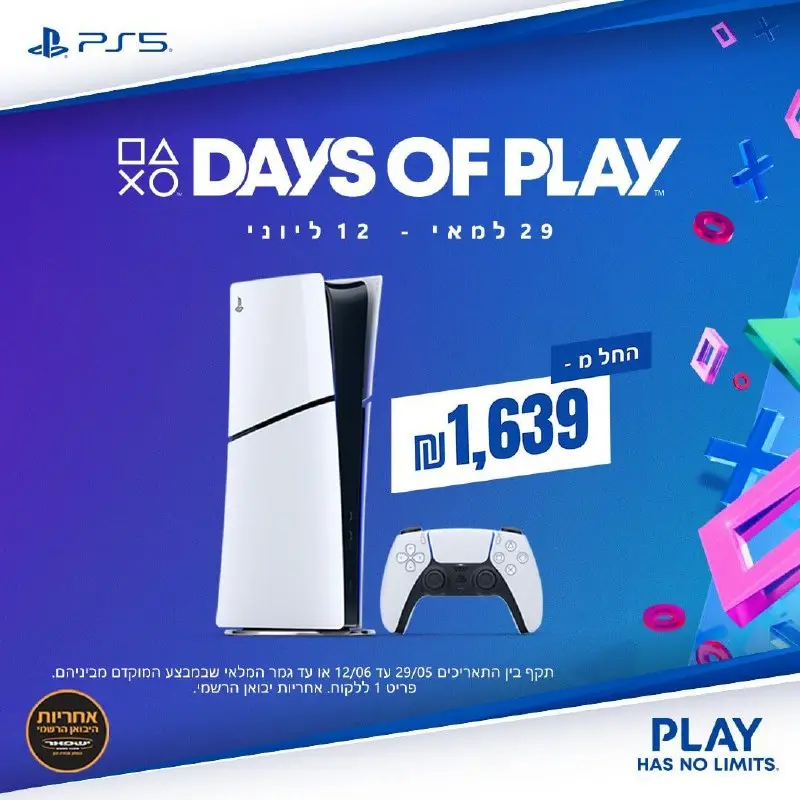 PS5
DAYS OF PLAY™
29 למאי - 12 ליוני
החל מ -
₪1,639
תקף בין התאריכים 29/05 עד 12/06 או עד גמר המלאי שבמבצע המוקדם מביניהם.
פריט 1 ללקוח. אחריות יבואן הרשמי.
אחריות
היבואן הרשמי
ישפאר
PLAY
HAS NO LIMITS.